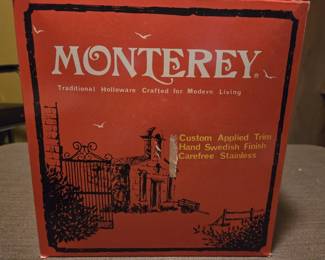 MONTEREY®
Traditional Holloware Crafted for Modern Living
Custom Applied Trim
Hand Swedish Finish
Carefree Stainless